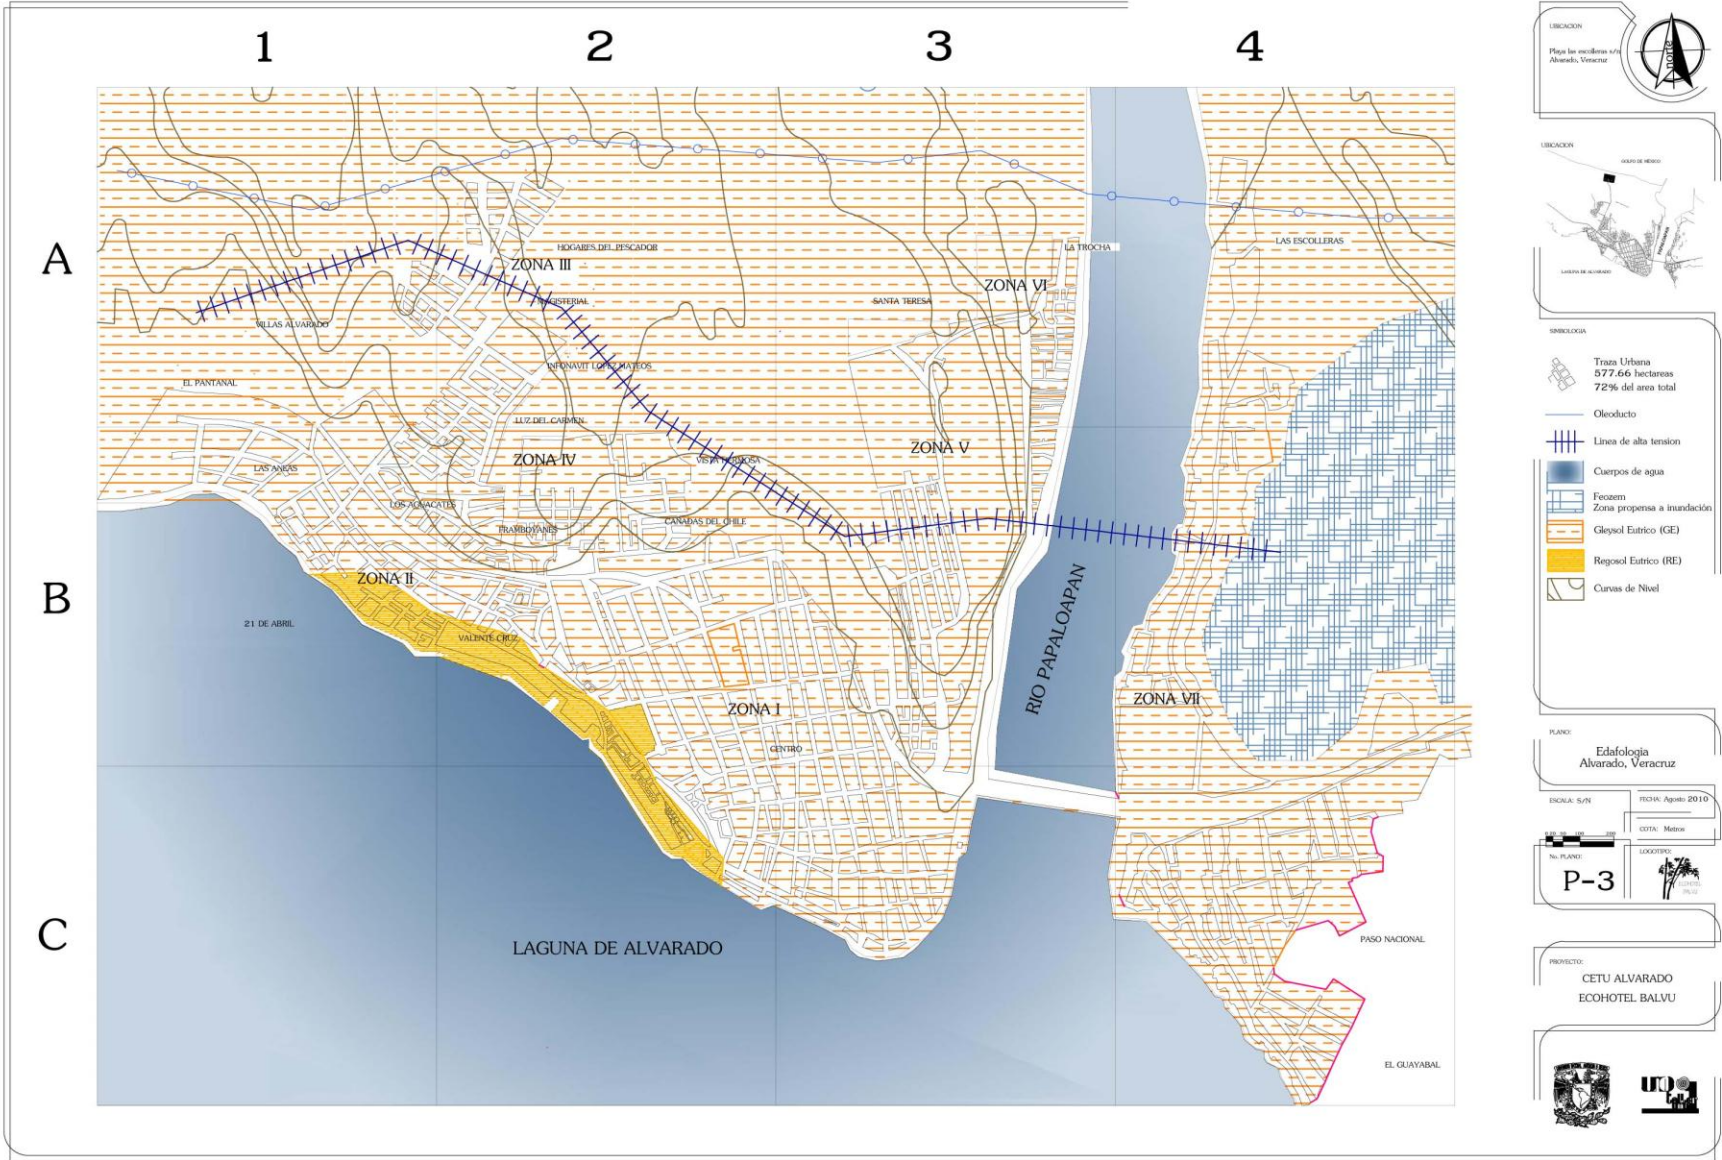 1
2
3
4
A
B
C
HOGARES DEL PESCADOR
ZONA III
MAGISTERIAL
VILLAS ALVARADO
INFONAVIT LOPEZ MATEOS
EL PANTANAL
LUZ DEL CARMEN
ZONA IV
LAS ANEAS
LOS AGUACATES
FRAMBOYANES
VISTA HERMOSA
CAÑADAS DEL CHILE
LA TROCHA
ZONA VI
SANTA TERESA
ZONA V
LAS ESCOLLERAS
ZONA II
21 DE ABRIL
VALENTE CRUZ
ZONA I
CENTRO
RIO PAPALOAPAN
ZONA VII
LAGUNA DE ALVARADO
PASO NACIONAL
EL GUAYABAL
UBICACION
Playa las escolleras s/n
Alvarado, Veracruz
norte
UBICACION
GOLFO DE MÉXICO
PAPALOAPAN
LAGUNA DE ALVARADO
SIMBOLOGIA
Traza Urbana
577.66 hectareas
72% del area total
Oleoducto
Linea de alta tension
Cuerpos de agua
Feozem
Zona propensa a inundación
Gleysol Eutrico (GE)
Regosol Eutrico (RE)
Curvas de Nivel
PLANO:
Edafologia
Alvarado, Veracruz
ESCALA: S/N
FECHA: Agosto 2010
COTA: Metros
No. PLANO:
P-3
LOGOTIPO:
PROYECTO:
CETU ALVARADO
ECOHOTEL BALVU